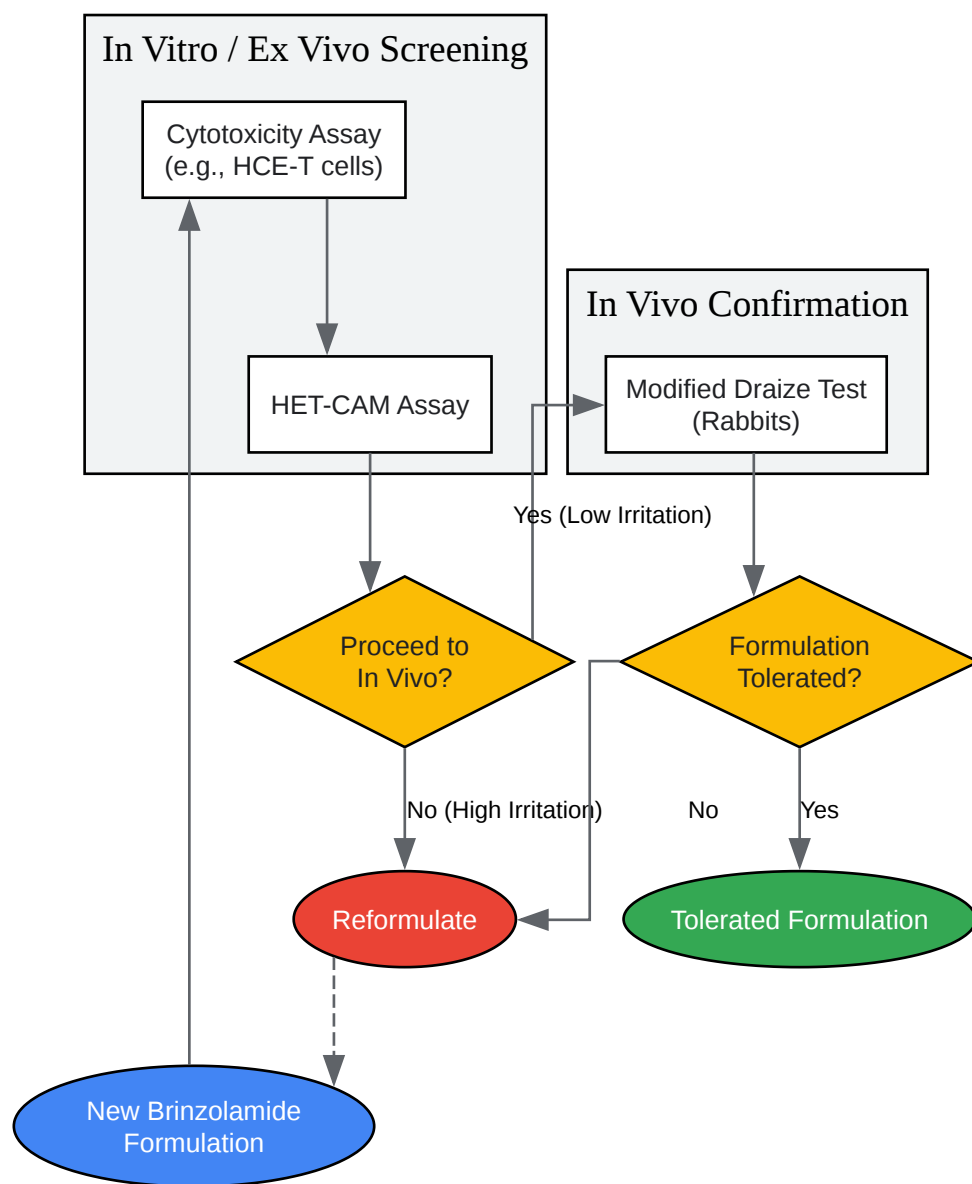 In Vitro / Ex Vivo Screening
Cytotoxicity Assay
(e.g., HCE-T cells)
HET-CAM Assay
In Vivo Confirmation
Modified Draize Test
(Rabbits)
Yes (Low Irritation)
Proceed to
In Vivo?
Formulation
Tolerated?
No (High Irritation)
No
Yes
Reformulate
Tolerated Formulation
New Brinzolamide
Formulation